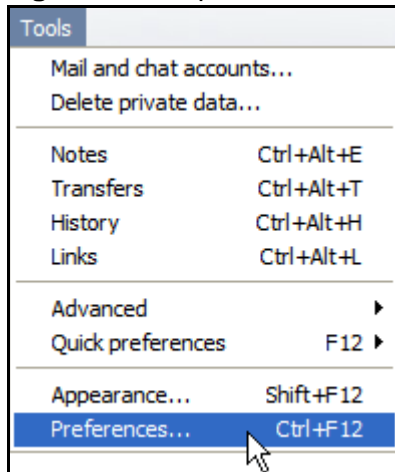 Tools
Mail and chat accounts...
Delete private data...
Notes Ctrl+Alt+E
Transfers Ctrl+Alt+T
History Ctrl+Alt+H
Links Ctrl+Alt+L
Advanced
Quick preferences F12
Appearance... Shift+F12
Preferences... Ctrl+F12